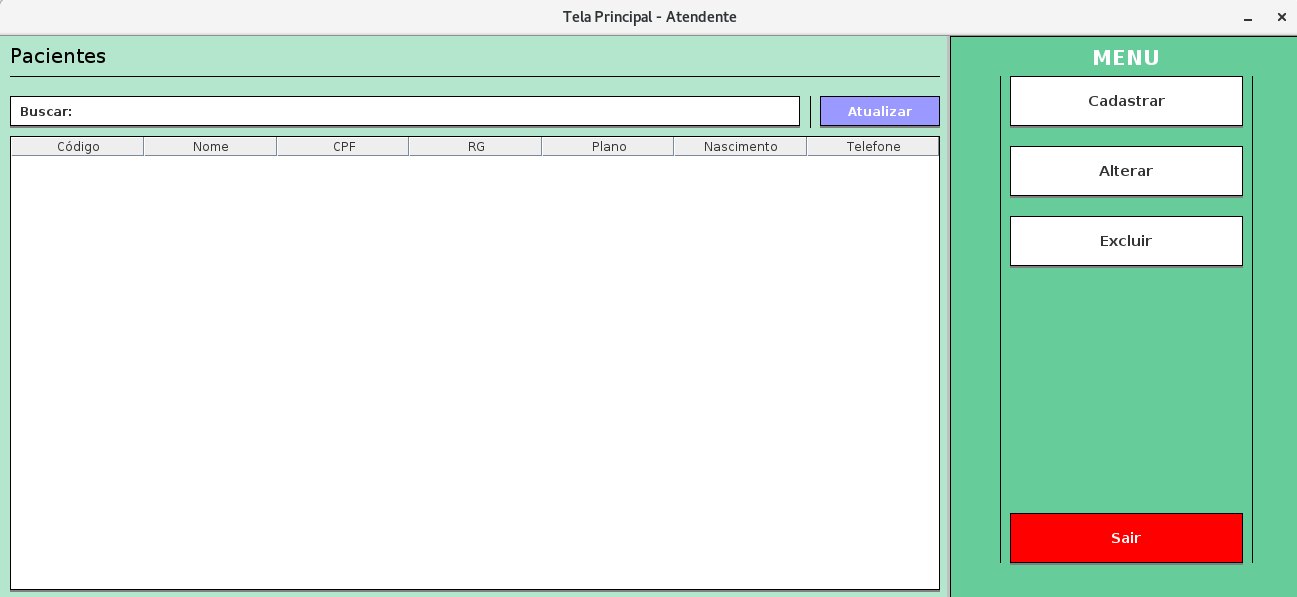 Tela Principal - Atendente
Pacientes
Buscar:
Atualizar
Código Nome CPF RG Plano Nascimento Telefone
MENU
Cadastrar
Alterar
Excluir
Sair